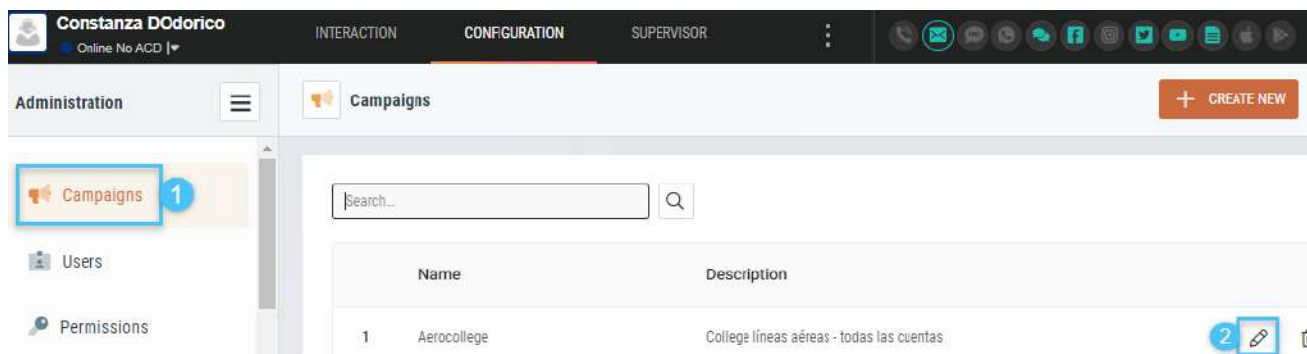 Constanza DOdorico
Online No ACD
INTERACTION
CONFIGURATION
SUPERVISOR
Administration
Campaigns
+ CREATE NEW
Campaigns
1
Search...
Users
Name
Description
Permissions
1
Aerocollege
College líneas aéreas - todas las cuentas
2